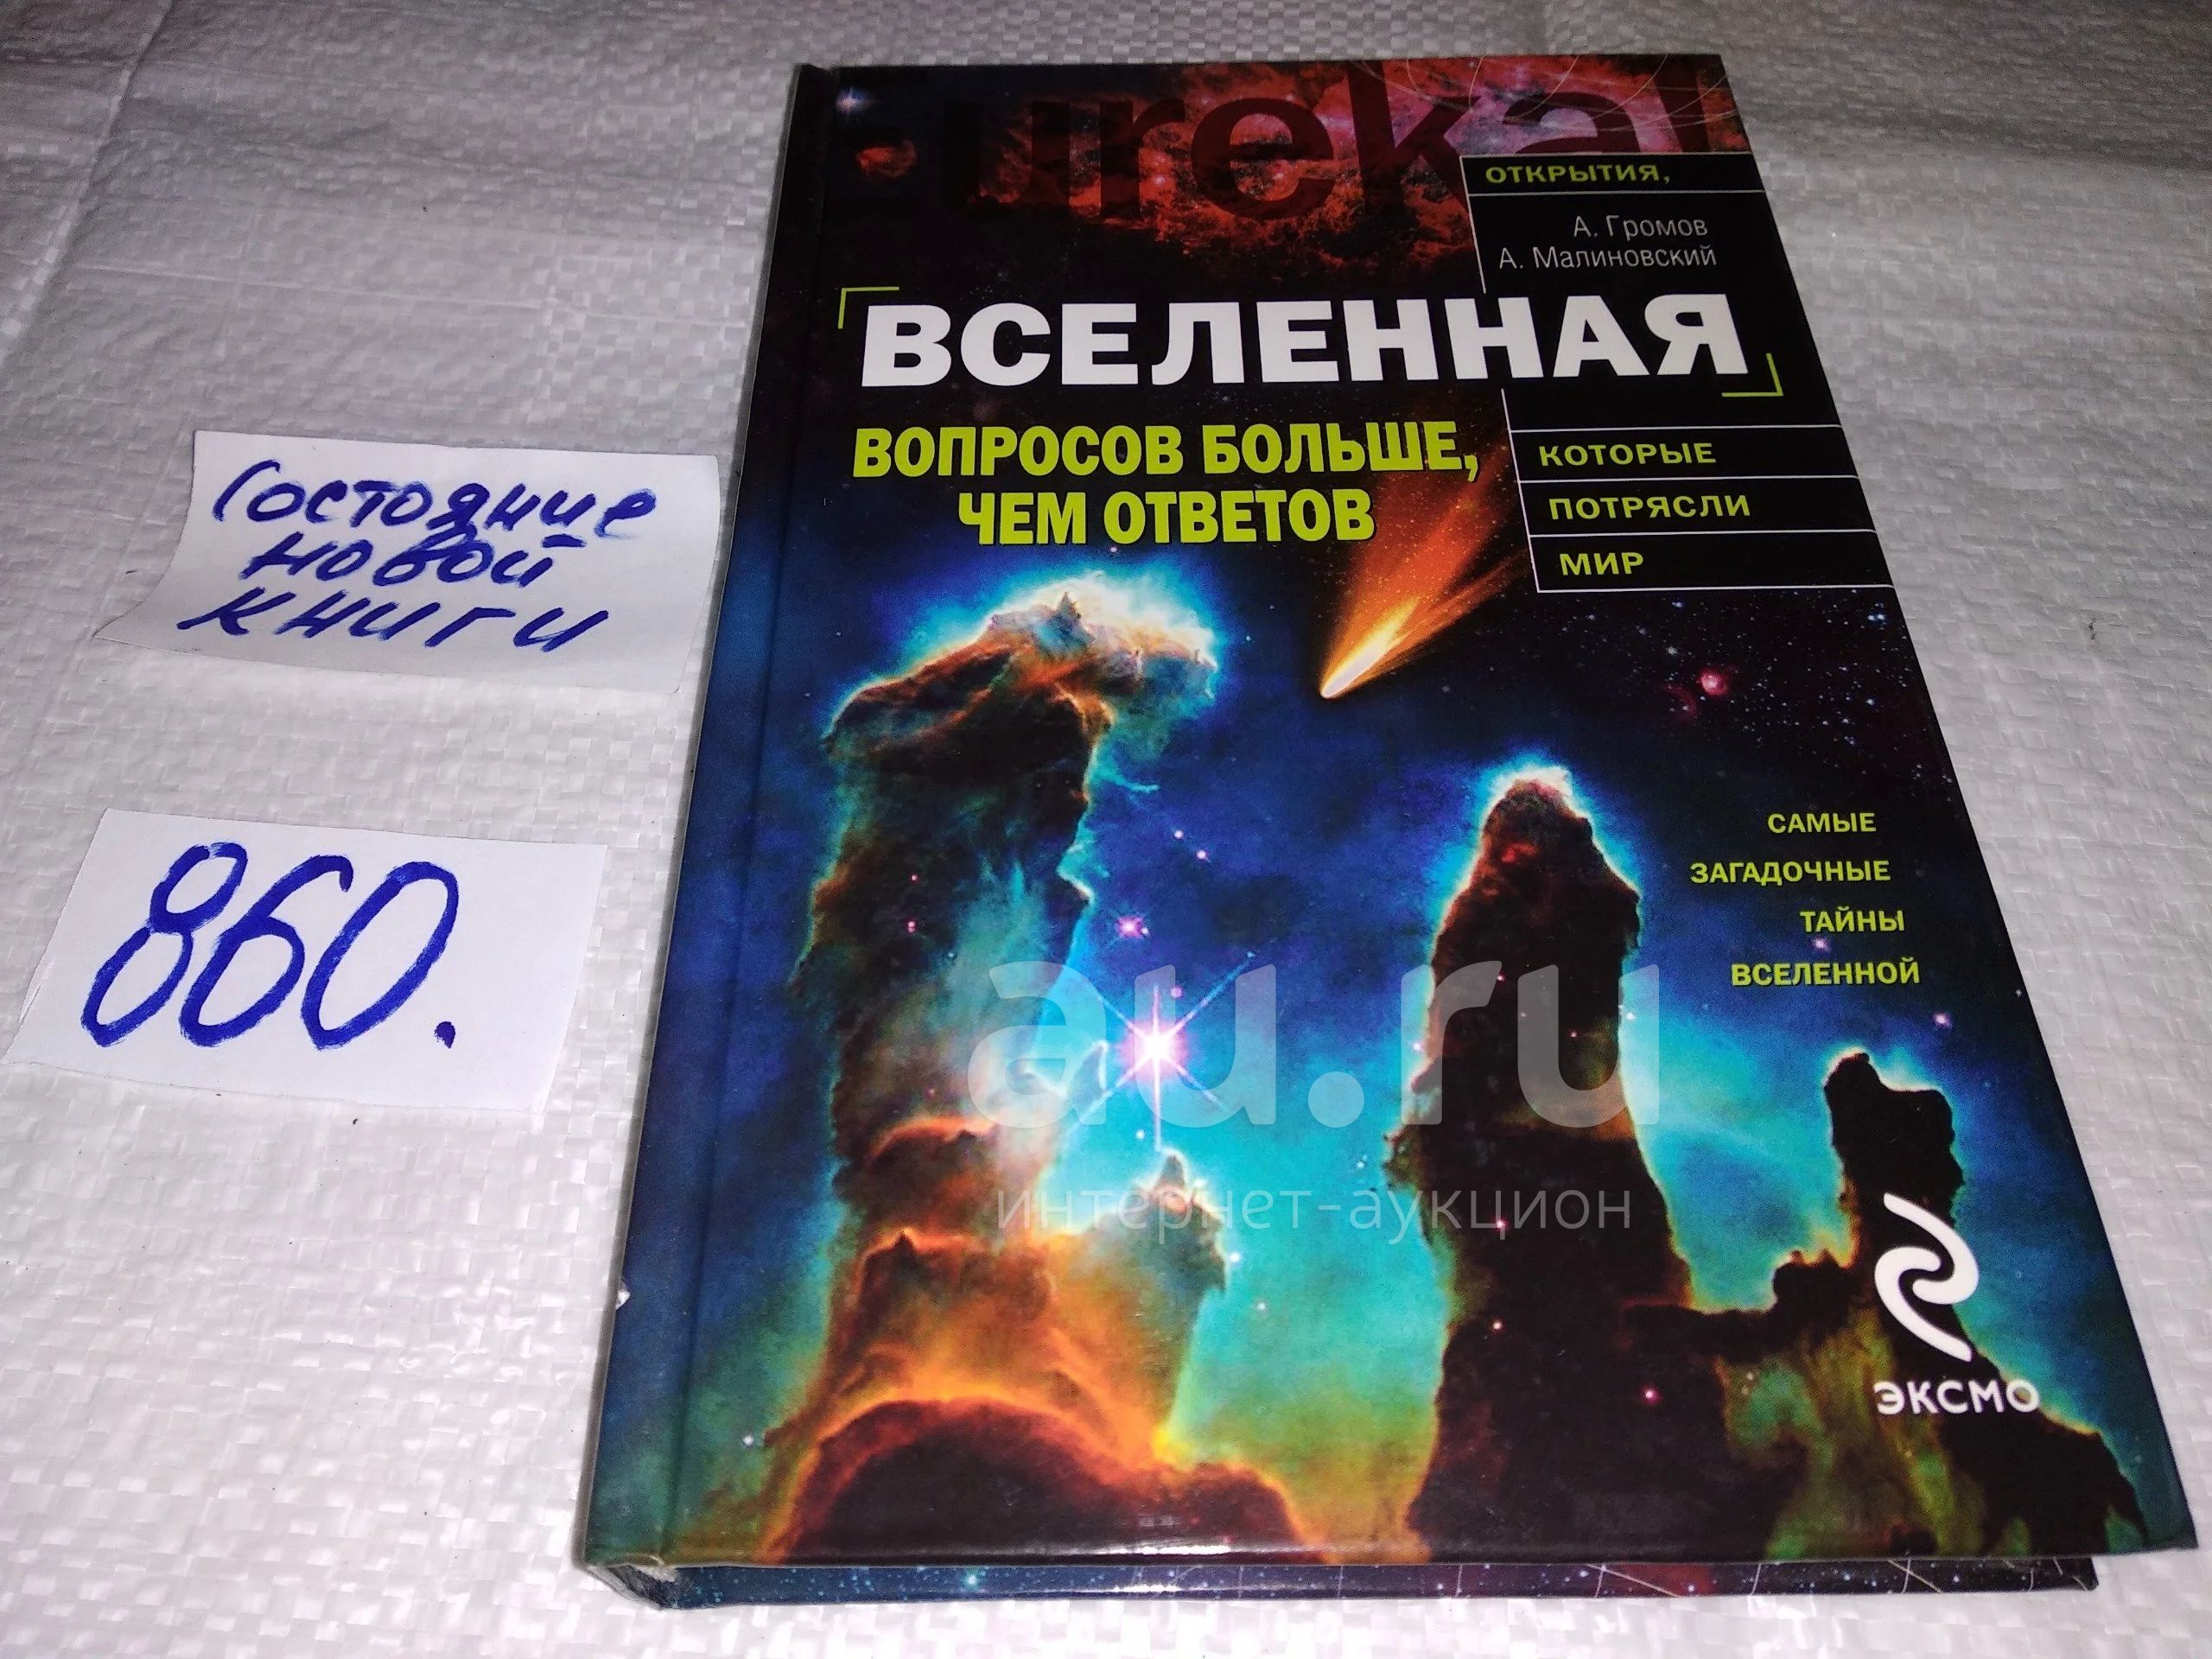 Eureka!
ОТКРЫТИЯ,
А. Громов
А. Малиновский
ВСЕЛЕННАЯ
ВОПРОСОВ БОЛЬШЕ,
ЧЕМ ОТВЕТОВ
КОТОРЫЕ
ПОТРЯСЛИ
МИР
Состояние
новой
книги
860.
САМЫЕ
ЗАГАДОЧНЫЕ
ТАЙНЫ
ВСЕЛЕННОЙ
au.ru
интернет-аукцион
ЭКСМО